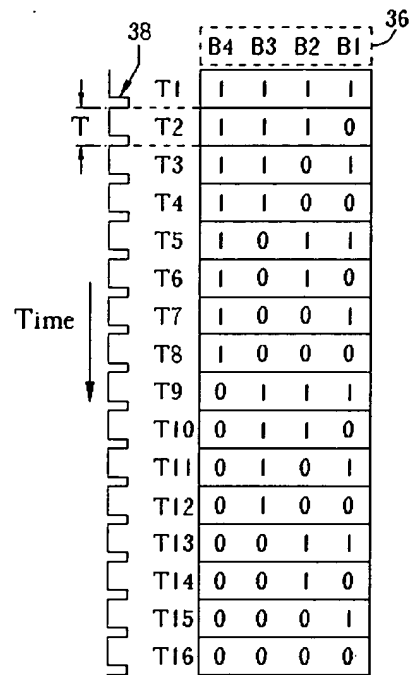 38
36
B4 B3 B2 B1
T1 1 1 1 1
T T2 1 1 1 0
T3 1 1 0 1
T4 1 1 0 0
T5 1 0 1 1
T6 1 0 1 0
Time T7 1 0 0 1
T8 1 0 0 0
T9 0 1 1 1
T10 0 1 1 0
T11 0 1 0 1
T12 0 1 0 0
T13 0 0 1 1
T14 0 0 1 0
T15 0 0 0 1
T16 0 0 0 0